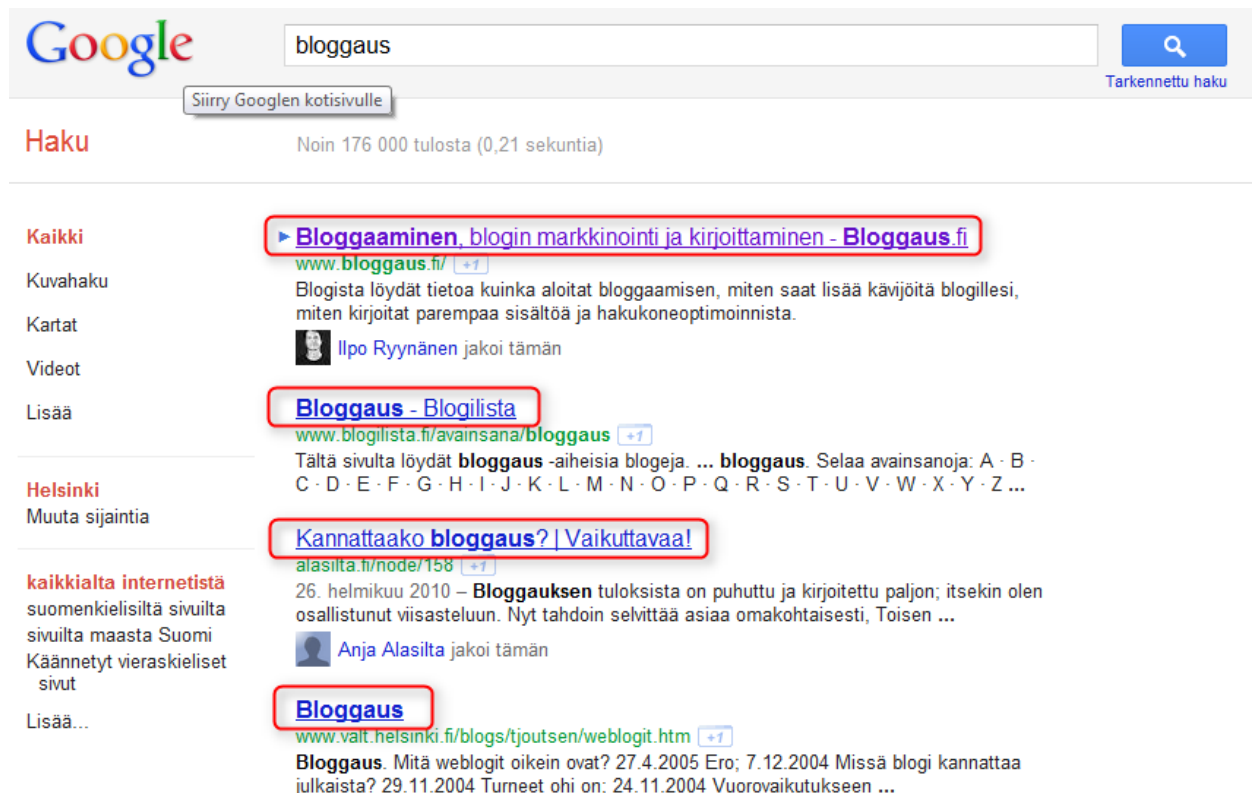 Google
bloggaus
Tarkennettu haku
Siirry Googlen kotisivulle
Haku
Noin 176 000 tulosta (0,21 sekuntia)
Kaikki
Kuvahaku
Kartat
Videot
Lisää
Helsinki
Muuta sijaintia
kaikkialta internetistä
suomenkielisiltä sivuilta
sivuilta maasta Suomi
Käännetyt vieraskieliset
sivut
Lisää...
Bloggaaminen, blogin markkinointi ja kirjoittaminen - Bloggaus.fi
www.bloggaus.fi/ +1
Blogista löydät tietoa kuinka aloitat bloggaamisen, miten saat lisää kävijöitä blogillesi,
miten kirjoitat parempaa sisältöä ja hakukoneoptimoinnista.
Ilpo Ryynänen jakoi tämän
Bloggaus - Blogilista
www.blogilista.fi/avainsana/bloggaus +1
Tältä sivulta löydät bloggaus -aiheisia blogeja. ... bloggaus. Selaa avainsanoja: A · B ·
C · D · E · F · G · H · I · J · K · L · M · N · O · P · Q · R · S · T · U · V · W · X · Y · Z ...
Kannattaako bloggaus? | Vaikuttavaa!
alasilta.fi/node/158 +1
26. helmikuu 2010 – Bloggauksen tuloksista on puhuttu ja kirjoitettu paljon; itsekin olen
osallistunut viisasteluun. Nyt tahdoin selvittää asiaa omakohtaisesti, Toisen ...
Anja Alasilta jakoi tämän
Bloggaus
www.valt.helsinki.fi/blogs/tjoutsen/weblogit.htm +1
Bloggaus. Mitä weblogit oikein ovat? 27.4.2005 Ero; 7.12.2004 Missä blogi kannattaa
julkaista? 29.11.2004 Turneet ohi on; 24.11.2004 Vuorovaikutukseen ...